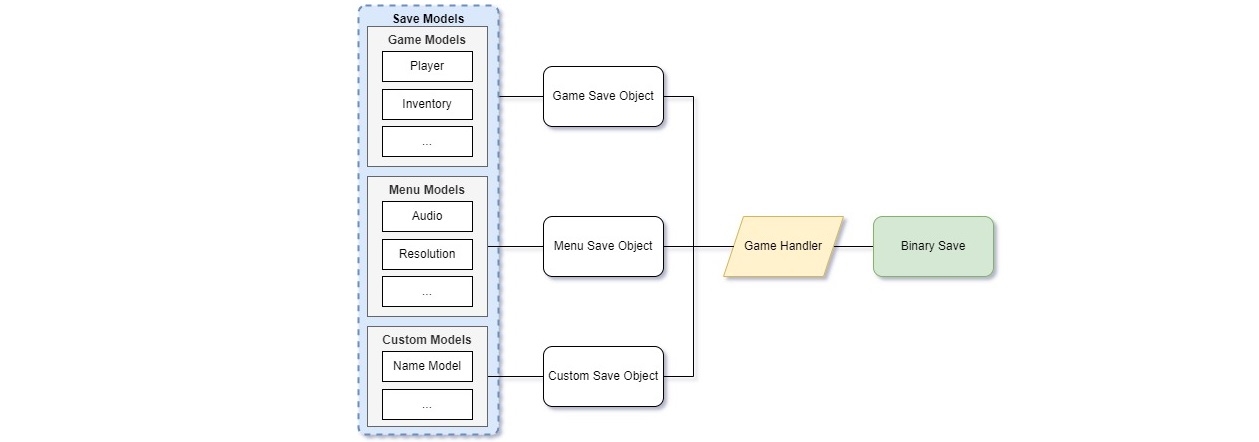 Save Models
Game Models
Player
Inventory
...
Menu Models
Audio
Resolution
...
Custom Models
Name Model
...
Game Save Object
Menu Save Object
Custom Save Object
Game Handler
Binary Save